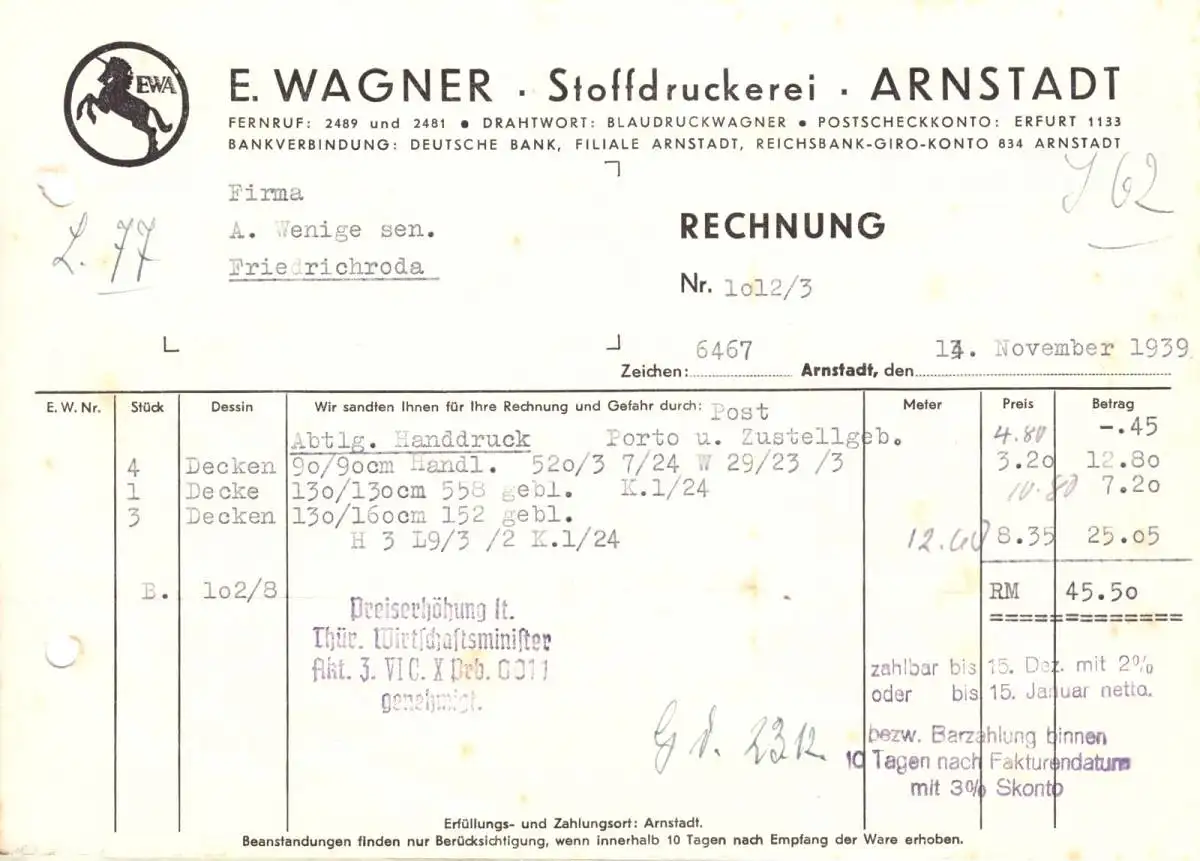 EWA
E. WAGNER · Stoffdruckerei · ARNSTADT
FERNRUF: 2489 und 2481 • DRAHTWORT: BLAUDRUCKWAGNER • POSTSCHECKKONTO: ERFURT 1133
BANKVERBINDUNG: DEUTSCHE BANK, FILIALE ARNSTADT, REICHSBANK-GIRO-KONTO 834 ARNSTADT
Firma
A. Wenige sen.
Friedrichroda
L. 77
62
RECHNUNG
Nr. 1o12/3
Zeichen: 6467 Arnstadt, den 14. November 1939
E. W. Nr. Stück Dessin Wir sandten Ihnen für Ihre Rechnung und Gefahr durch: Post Meter Preis Betrag
Abtlg. Handdruck Porto u. Zustellgeb. -.45
4.80
4 Decken 9o/9ocm Handl. 52o/3 7/24 W 29/23 /3 3.2o 12.8o
1 Decke 13o/13ocm 558 gebl. K.1/24 10.80 7.2o
3 Decken 13o/16ocm 152 gebl.
H 3 L9/3 /2 K.1/24 12.60 8.35 25.o5
B. 1o2/8 RM 45.5o
Preiserhöhung lt.
Thür. Wirtschaftsminister
Akt. 3. VI C. X Prb. 0011
genehmigt.
zahlbar bis 15. Dez. mit 2%
oder bis 15. Januar netto.
bezw. Barzahlung binnen
10 Tagen nach Fakturendatum
mit 3% Skonto
Erfüllungs- und Zahlungsort: Arnstadt.
Beanstandungen finden nur Berücksichtigung, wenn innerhalb 10 Tagen nach Empfang der Ware erhoben.